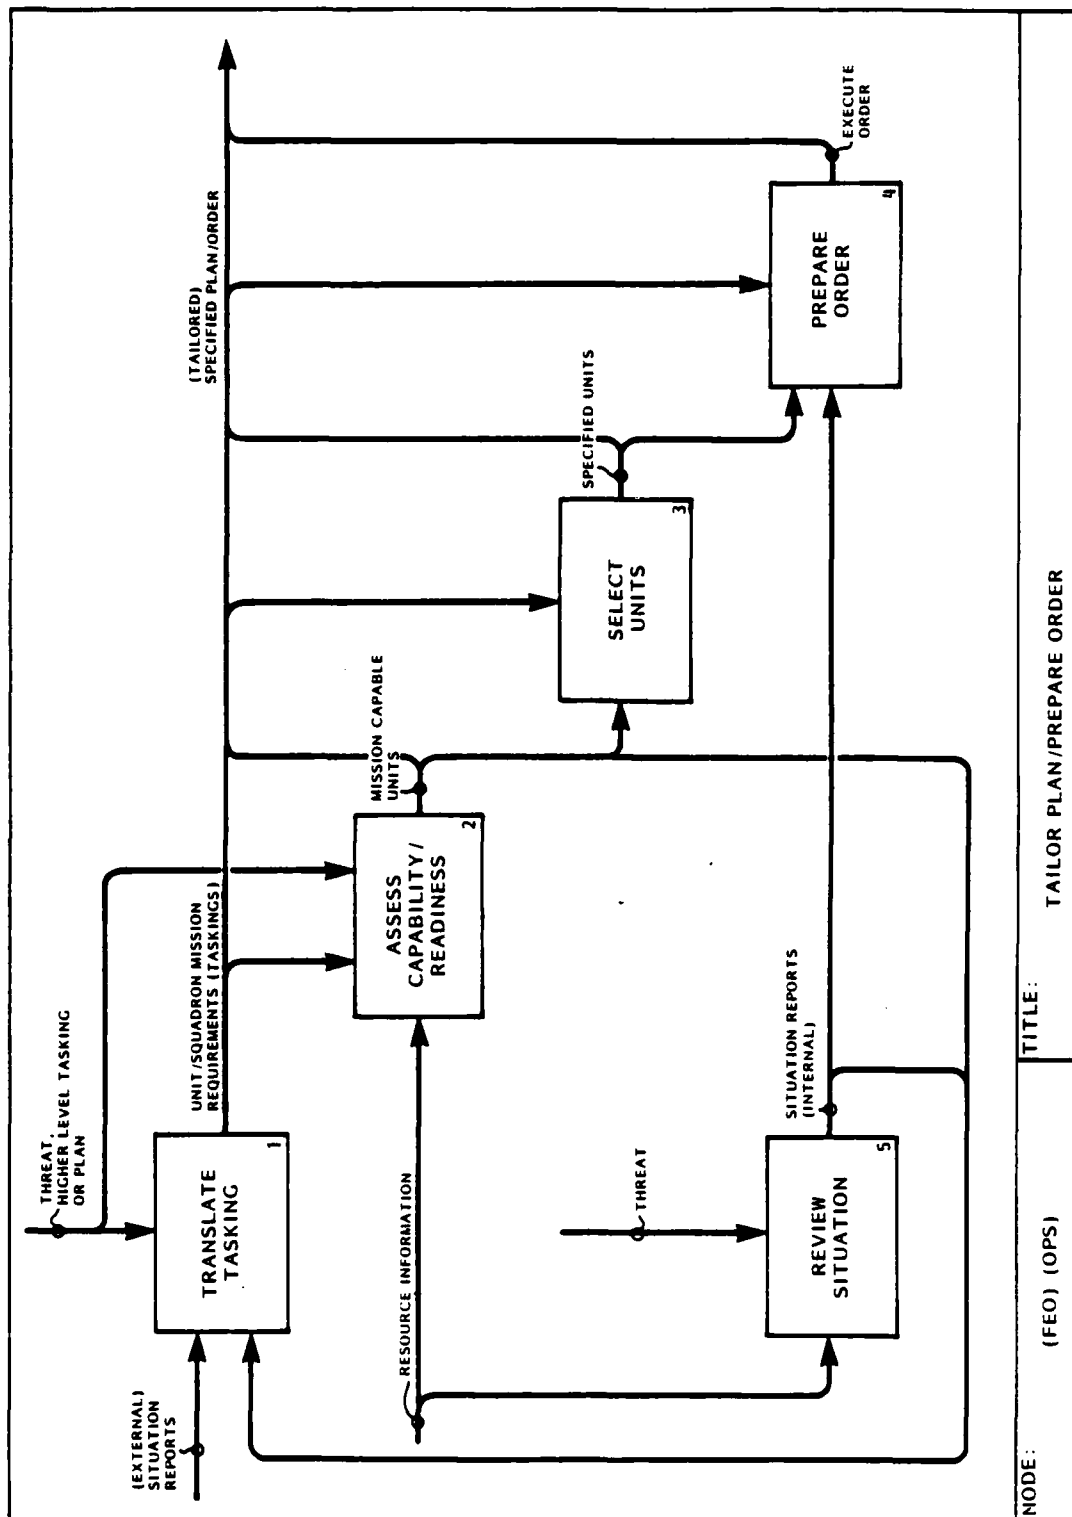 THREAT,
HIGHER LEVEL TASKING
OR PLAN
(EXTERNAL)
SITUATION
REPORTS
TRANSLATE
TASKING
1
UNIT/SQUADRON MISSION
REQUIREMENTS (TASKINGS)
(TAILORED)
SPECIFIED PLAN/ORDER
RESOURCE INFORMATION
ASSESS
CAPABILITY/
READINESS
2
MISSION CAPABLE
UNITS
SELECT
UNITS
3
SPECIFIED UNITS
THREAT
REVIEW
SITUATION
5
SITUATION REPORTS
(INTERNAL)
PREPARE
ORDER
4
EXECUTE
ORDER
NODE:
(FEO) (OPS)
TITLE:
TAILOR PLAN/PREPARE ORDER